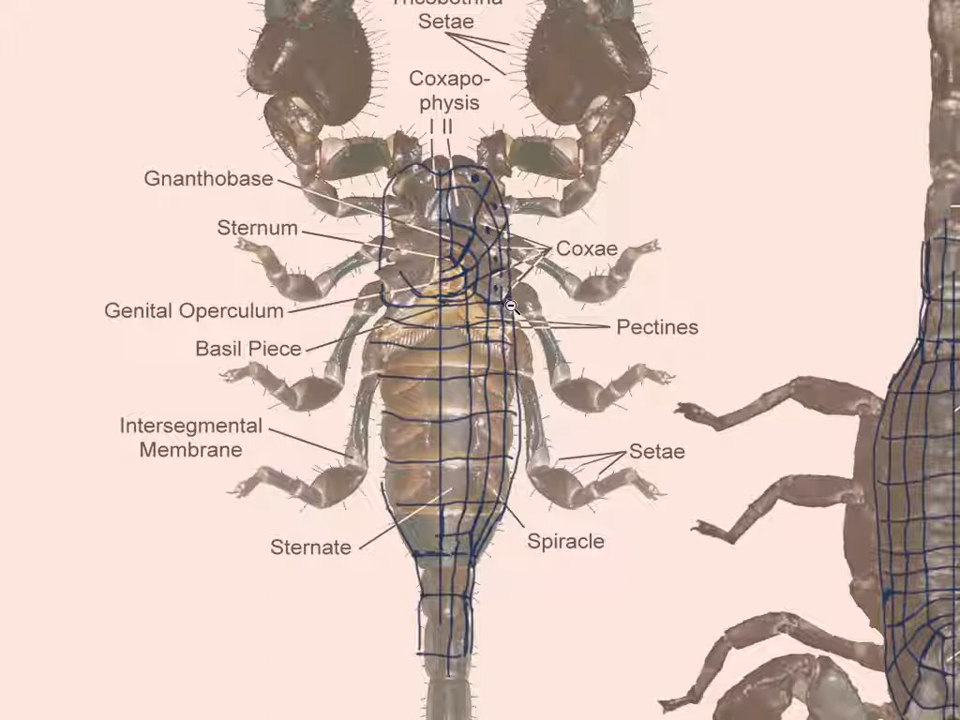 Setae
Coxapo-
physis
I II
Gnanthobase
Sternum
Coxae
Genital Operculum
Pectines
Basil Piece
Intersegmental
Membrane
Setae
Sternate
Spiracle